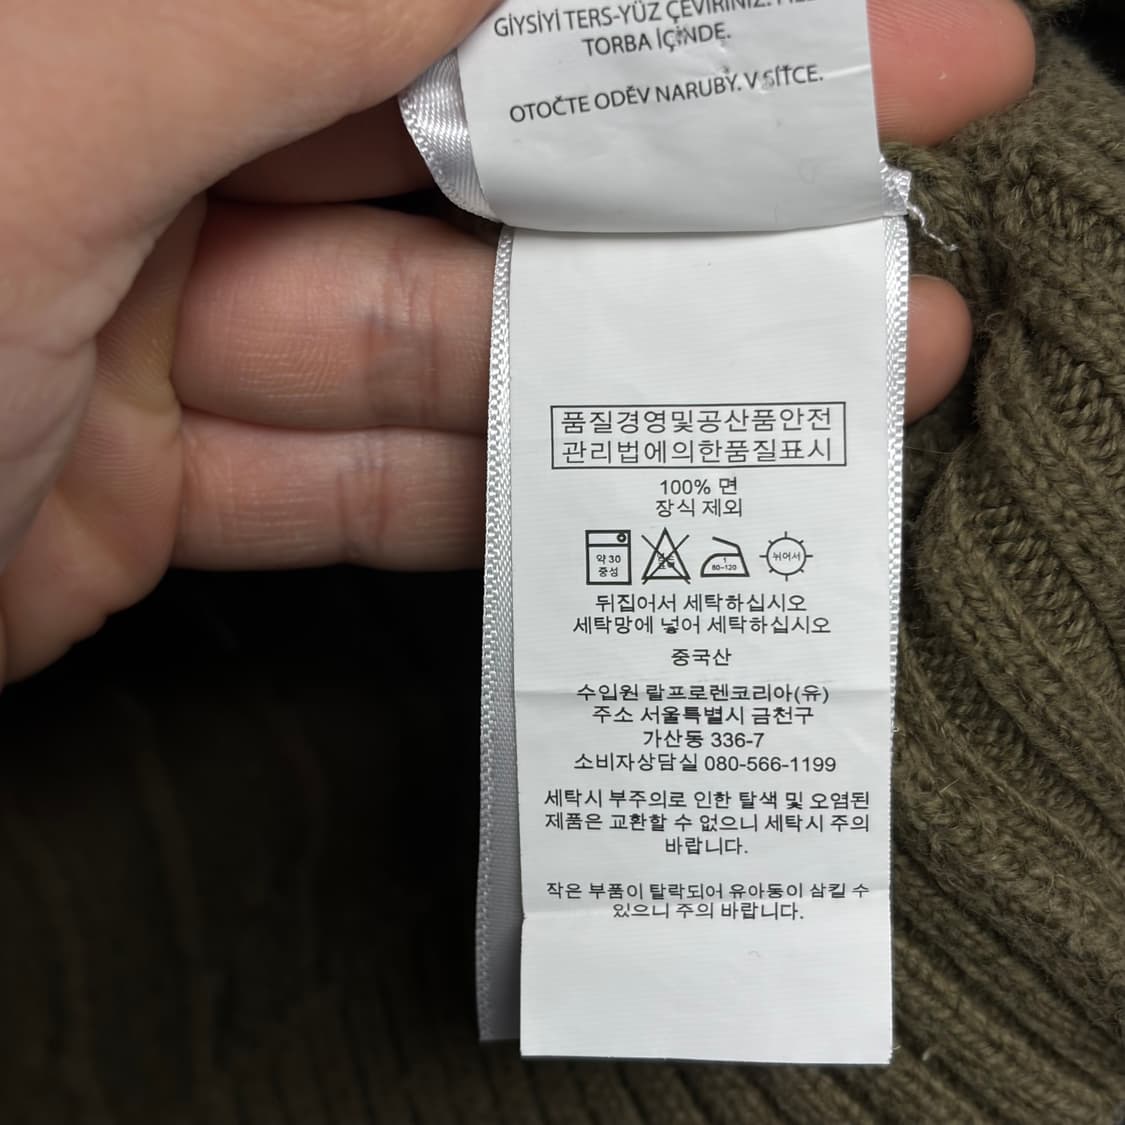 GİYSİYİ TERS-YÜZ ÇEVİRİNİZ.
TORBA İÇİNDE.
OTOČTE ODĚV NARUBY. V SÍŤCE.
품질경영및공산품안전
관리법에의한품질표시
100% 면
장식 제외
약 30
중성
1
80-120
뉘어서
뒤집어서 세탁하십시오
세탁망에 넣어 세탁하십시오
중국산
수입원 랄프로렌코리아(유)
주소 서울특별시 금천구
가산동 336-7
소비자상담실 080-566-1199
세탁시 부주의로 인한 탈색 및 오염된
제품은 교환할 수 없으니 세탁시 주의
바랍니다.
작은 부품이 탈락되어 유아동이 삼킬 수
있으니 주의 바랍니다.